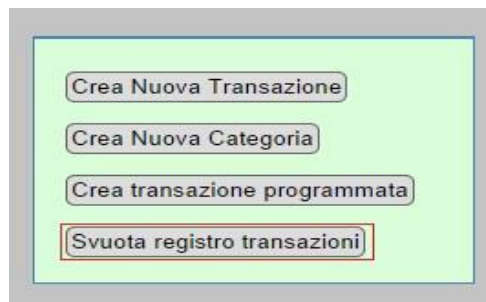 Crea Nuova Transazione
Crea Nuova Categoria
Crea transazione programmata
Svuota registro transazioni